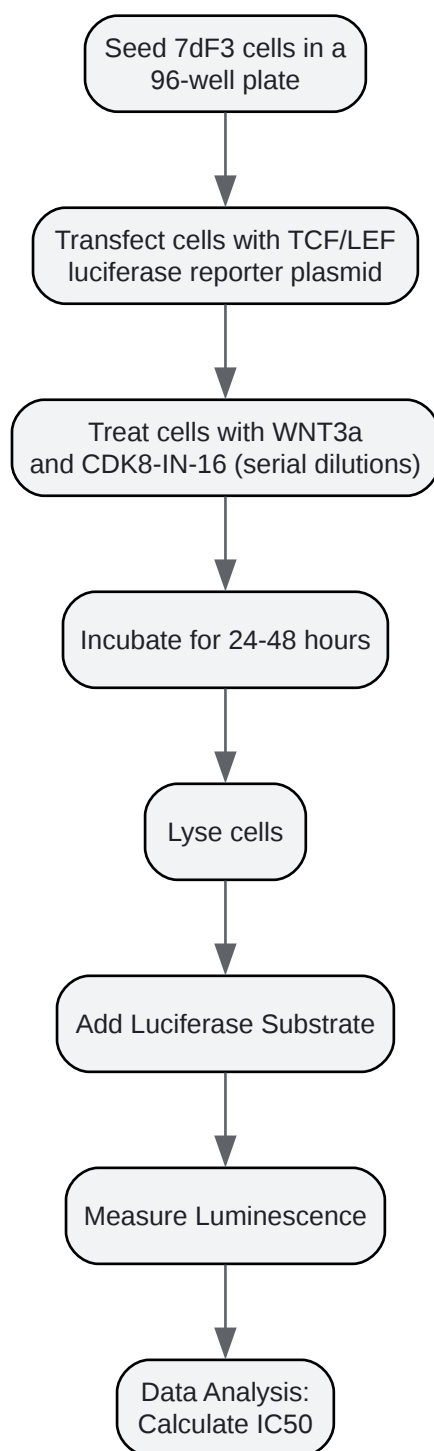 Seed 7dF3 cells in a
96-well plate
Transfect cells with TCF/LEF
luciferase reporter plasmid
Treat cells with WNT3a
and CDK8-IN-16 (serial dilutions)
Incubate for 24-48 hours
Lyse cells
Add Luciferase Substrate
Measure Luminescence
Data Analysis:
Calculate IC50